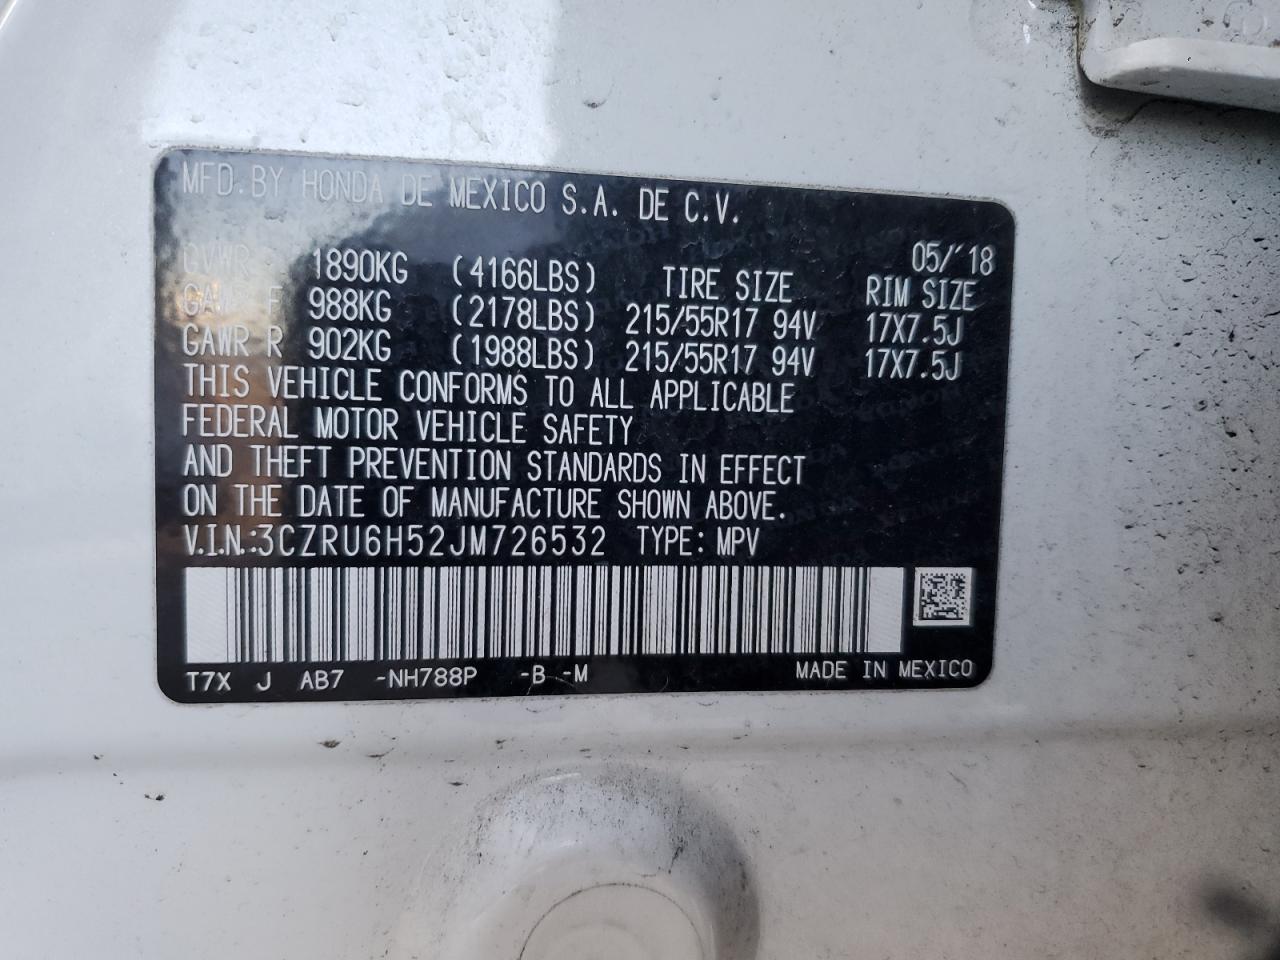 MFD. BY HONDA DE MEXICO S.A. DE C.V.
05/'18
GVWR 1890KG (4166LBS) TIRE SIZE RIM SIZE
GAWR F 988KG (2178LBS) 215/55R17 94V 17X7.5J
GAWR R 902KG (1988LBS) 215/55R17 94V 17X7.5J
THIS VEHICLE CONFORMS TO ALL APPLICABLE
FEDERAL MOTOR VEHICLE SAFETY
AND THEFT PREVENTION STANDARDS IN EFFECT
ON THE DATE OF MANUFACTURE SHOWN ABOVE.
V.I.N.:3CZRU6H52JM726532 TYPE: MPV
T7X J AB7 -NH788P -B -M MADE IN MEXICO